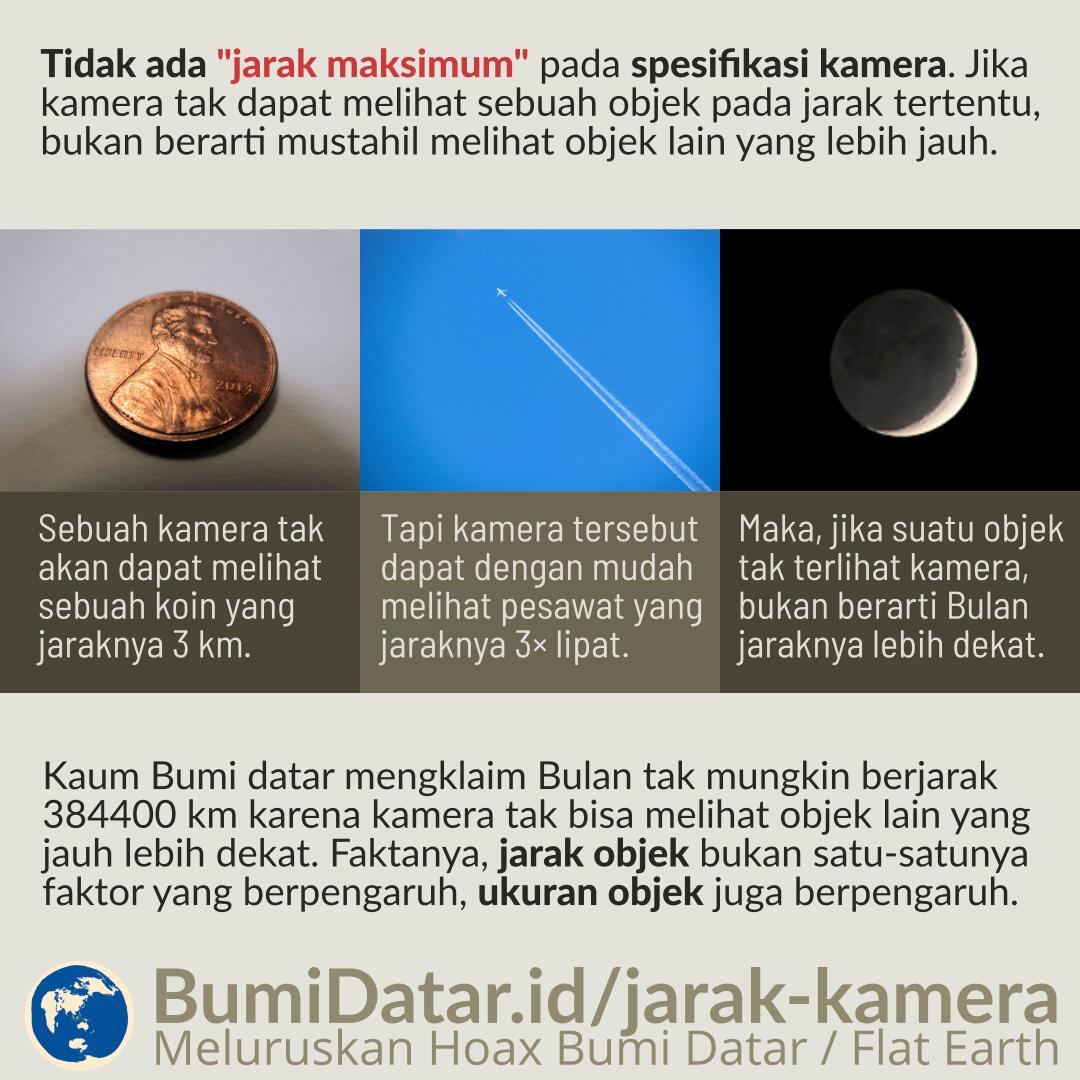 Tidak ada "jarak maksimum" pada spesifikasi kamera. Jika
kamera tak dapat melihat sebuah objek pada jarak tertentu,
bukan berarti mustahil melihat objek lain yang lebih jauh.
LIBERTY
2017
Sebuah kamera tak
akan dapat melihat
sebuah koin yang
jaraknya 3 km.
Tapi kamera tersebut
dapat dengan mudah
melihat pesawat yang
jaraknya 3× lipat.
Maka, jika suatu objek
tak terlihat kamera,
bukan berarti Bulan
jaraknya lebih dekat.
Kaum Bumi datar mengklaim Bulan tak mungkin berjarak
384400 km karena kamera tak bisa melihat objek lain yang
jauh lebih dekat. Faktanya, jarak objek bukan satu-satunya
faktor yang berpengaruh, ukuran objek juga berpengaruh.
BumiDatar.id/jarak-kamera
Meluruskan Hoax Bumi Datar / Flat Earth